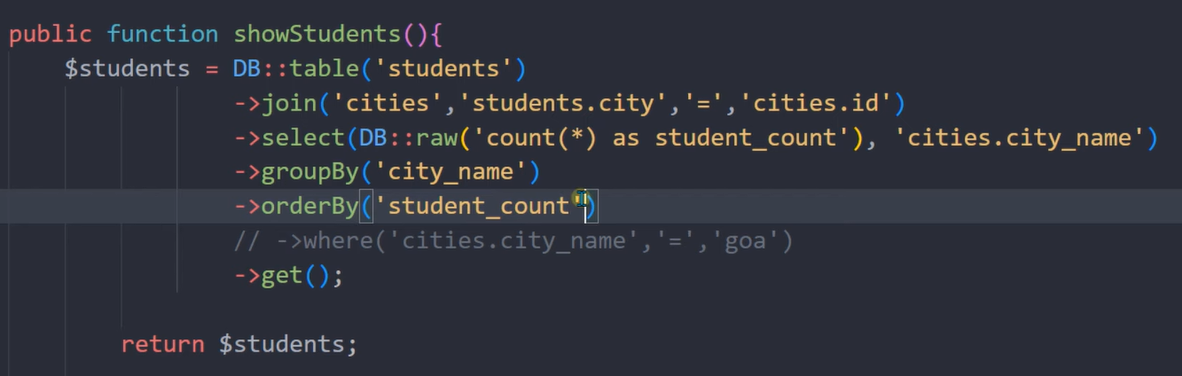 public function showStudents(){
$students = DB::table('students')
->join('cities','students.city','=','cities.id')
->select(DB::raw('count(*) as student_count'), 'cities.city_name')
->groupBy('city_name')
->orderBy('student_count')
// ->where('cities.city_name','=','goa')
->get();
return $students;